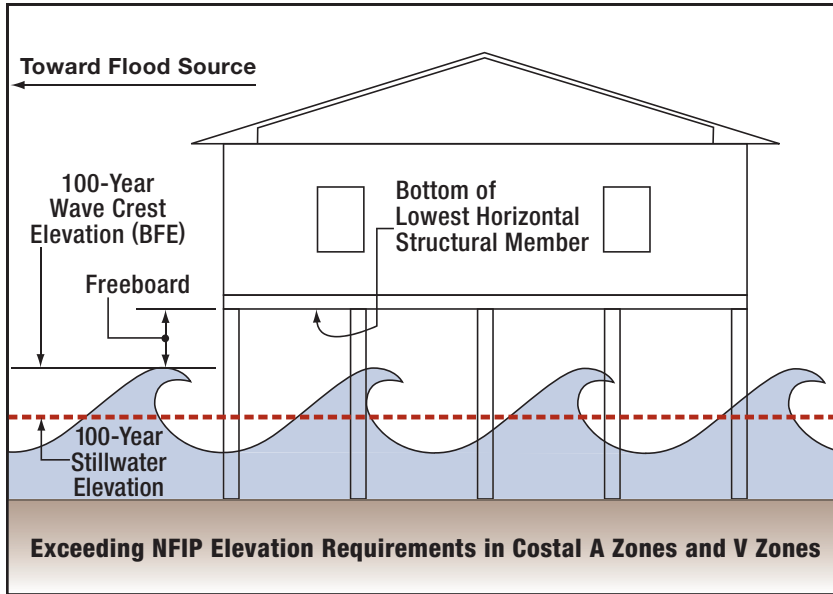 Toward Flood Source
100-Year
Wave Crest
Elevation (BFE)
Freeboard
Bottom of
Lowest Horizontal
Structural Member
100-Year
Stillwater
Elevation
Exceeding NFIP Elevation Requirements in Costal A Zones and V Zones